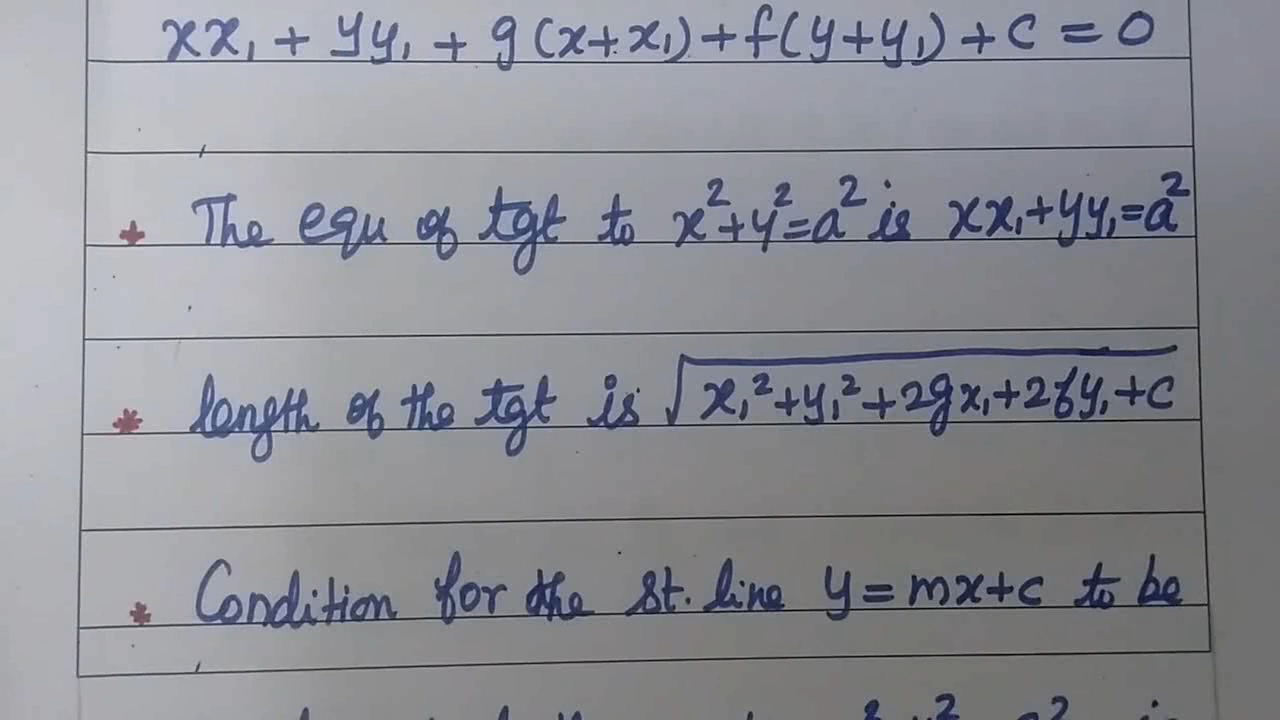 xx₁ + yy₁ + g(x+x₁) + f(y+y₁) + c = 0
* The equ of tgt to x²+y²=a² is xx₁+yy₁=a²
* length of the tgt is √x₁²+y₁²+2gx₁+2fy₁+c
* Condition for the st. line y=mx+c to be